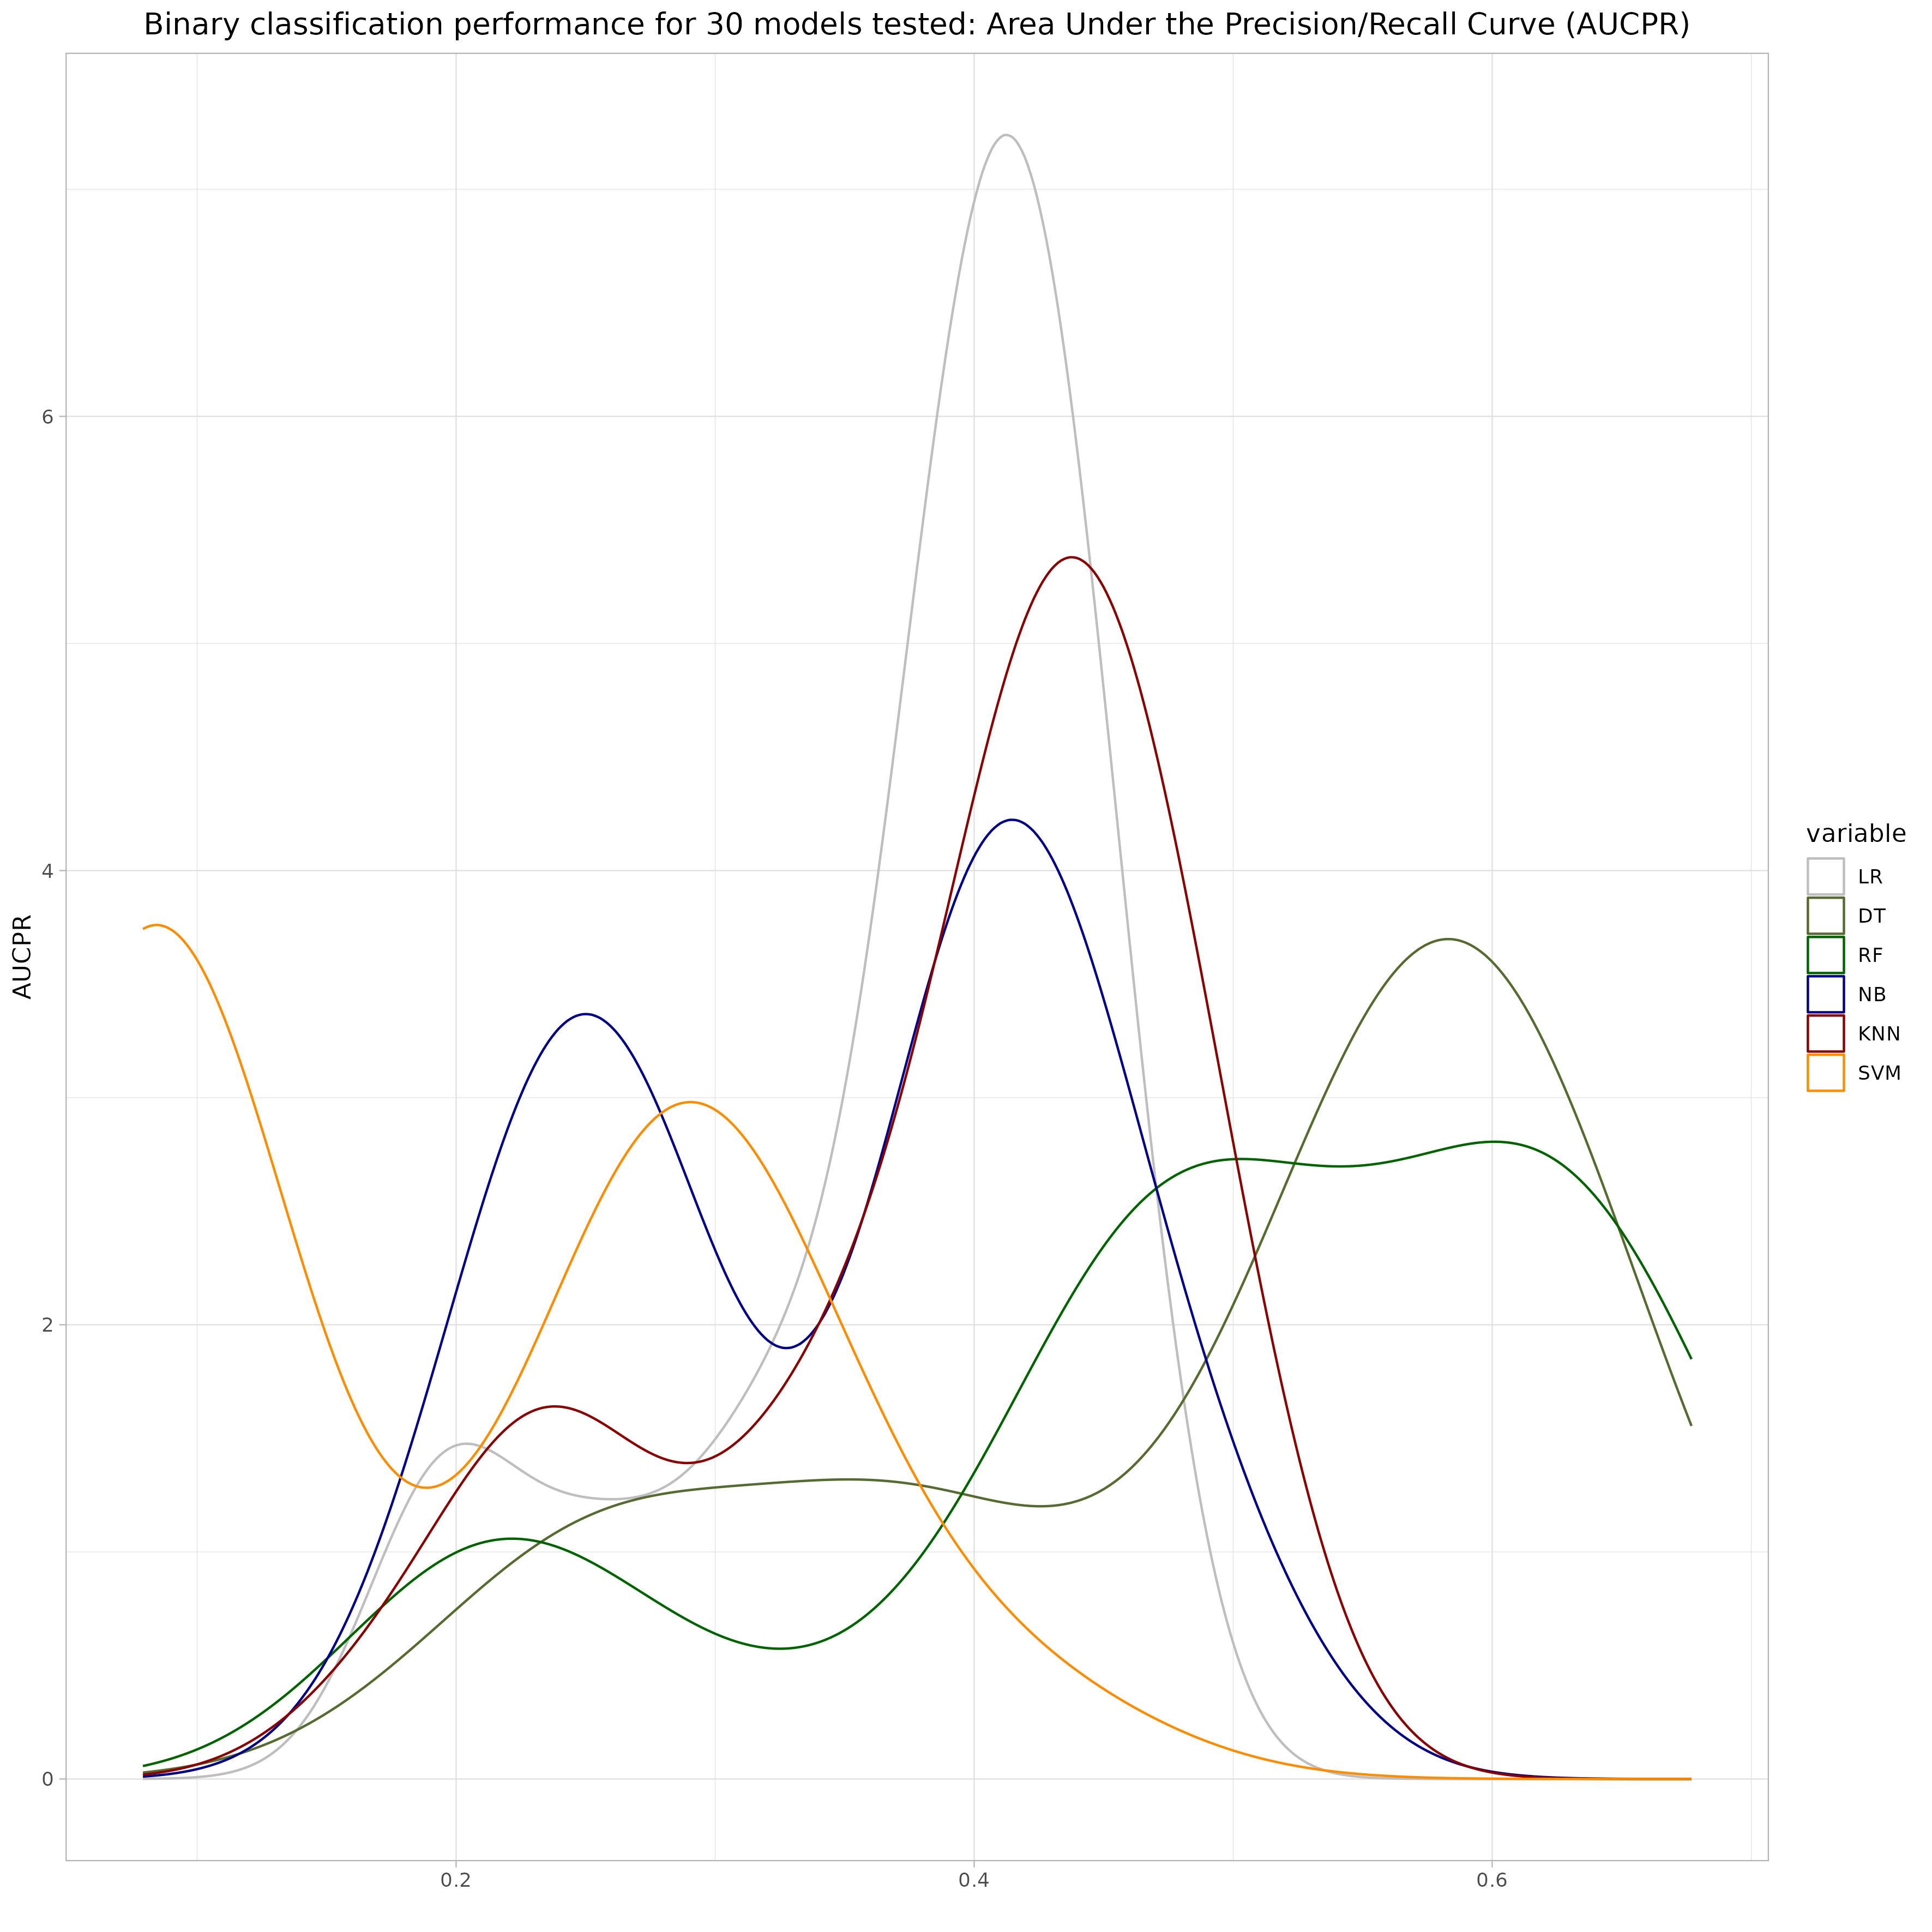 Binary classification performance for 30 models tested: Area Under the Precision/Recall Curve (AUCPR)
AUCPR
6
4
2
0
0.2
0.4
0.6
variable
LR
DT
RF
NB
KNN
SVM